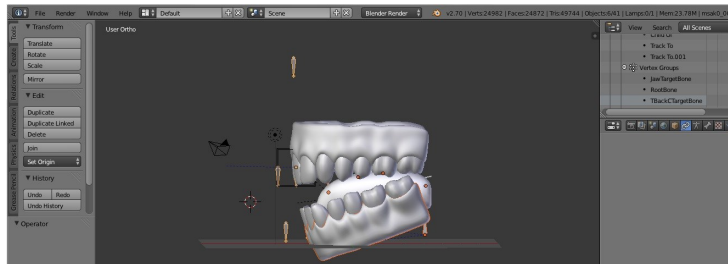 File Render Window Help Default Scene Blender Render v2.70 | Verts:24982 | Faces:24872 | Tris:49744 | Objects:6/41 | Lamps:0/1 | Mem:23.78M |
Tools
Create
Relations
Animation
Physics
Grease Pencil
Transform
Translate
Rotate
Scale
Mirror
Edit
Duplicate
Duplicate Linked
Delete
Join
Set Origin
History
Undo Redo
Undo History
Operator
User Ortho
View Search All Scenes
Track To
Track To.001
Vertex Groups
JawTargetBone
RootBone
TBackCTargetBone